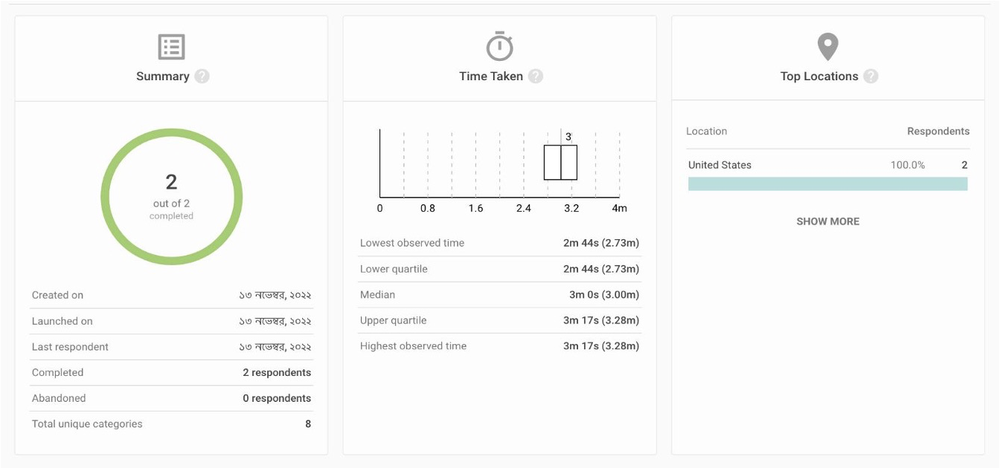 Summary ?
2
out of 2
completed
Created on ১৩ নভেম্বর, ২০২২
Launched on ১৩ নভেম্বর, ২০২২
Last respondent ১৩ নভেম্বর, ২০২২
Completed 2 respondents
Abandoned 0 respondents
Total unique categories 8
Time Taken ?
3
0 0.8 1.6 2.4 3.2 4m
Lowest observed time 2m 44s (2.73m)
Lower quartile 2m 44s (2.73m)
Median 3m 0s (3.00m)
Upper quartile 3m 17s (3.28m)
Highest observed time 3m 17s (3.28m)
Top Locations ?
Location Respondents
United States 100.0% 2
SHOW MORE